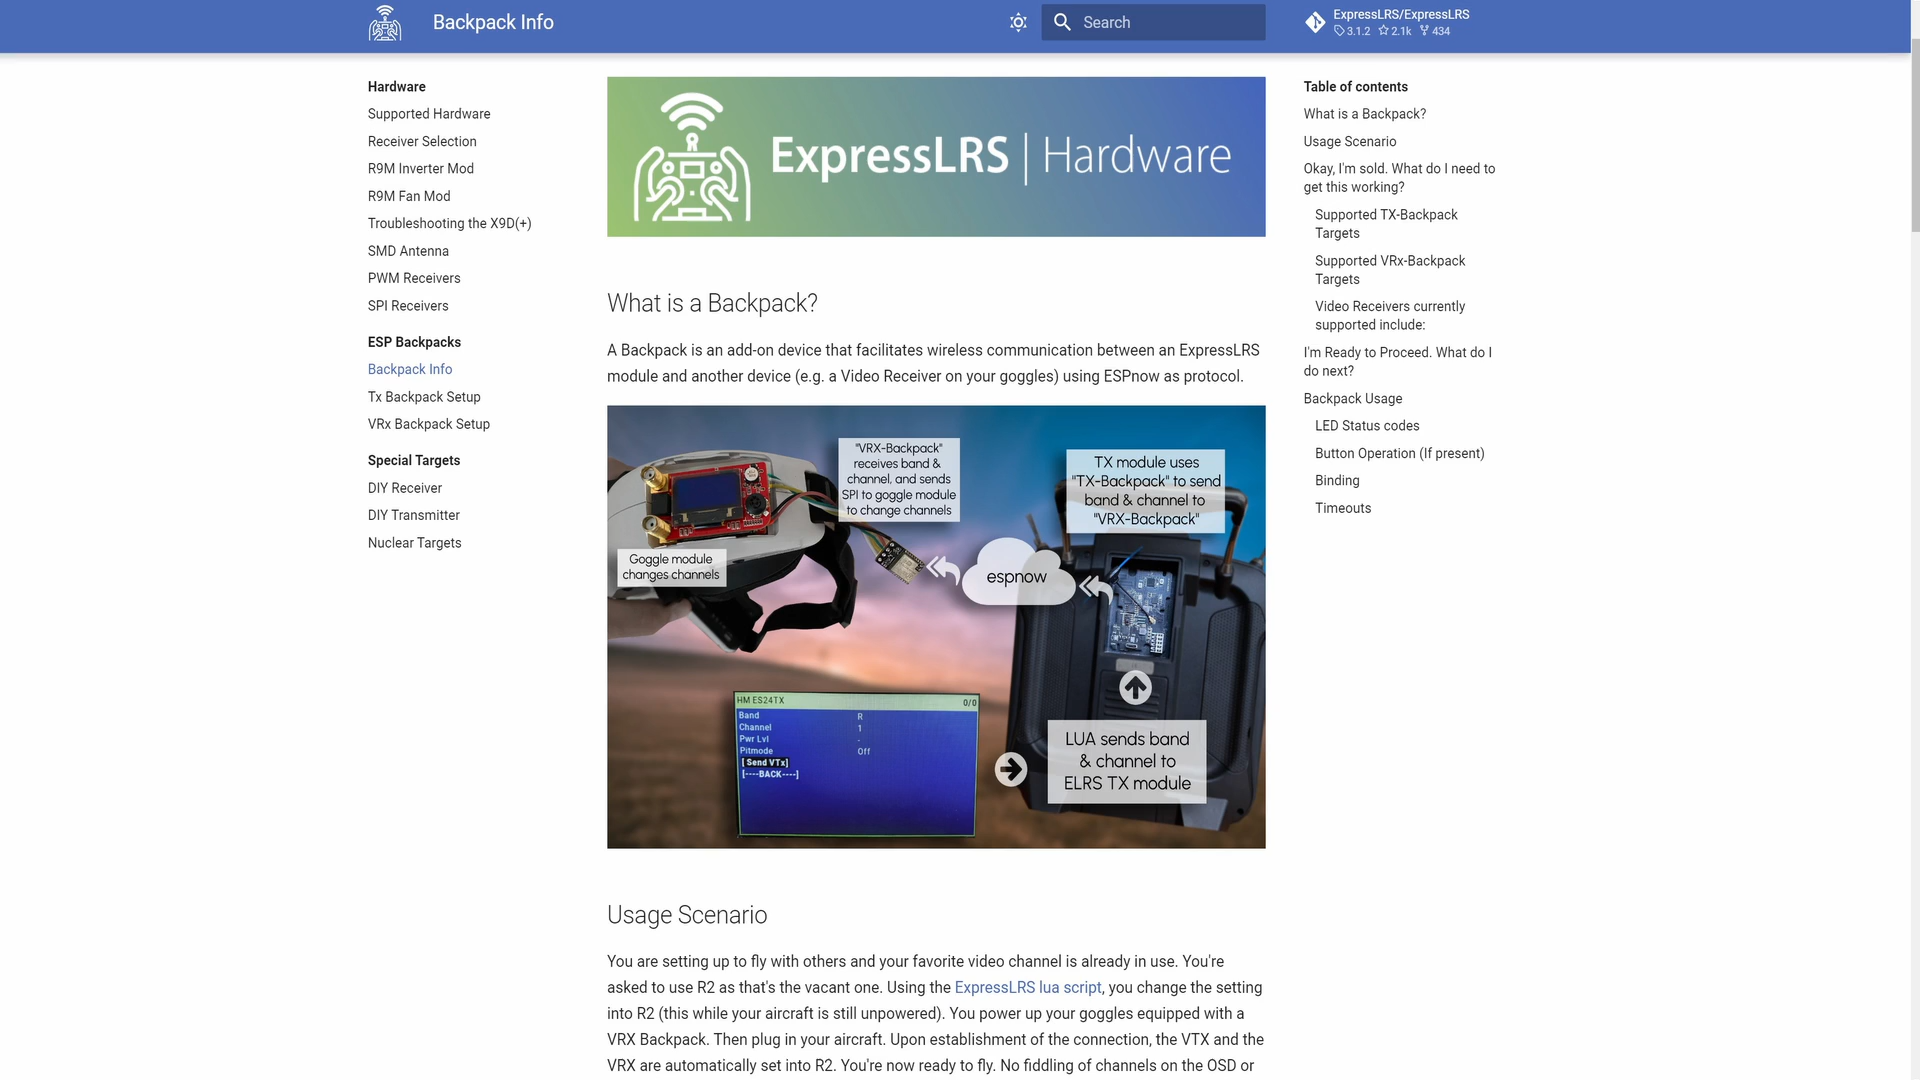 Backpack Info
Search
ExpressLRS/ExpressLRS
3.1.2 2.1k 434
Hardware
Supported Hardware
Receiver Selection
R9M Inverter Mod
R9M Fan Mod
Troubleshooting the X9D(+)
SMD Antenna
PWM Receivers
SPI Receivers
ESP Backpacks
Backpack Info
Tx Backpack Setup
VRx Backpack Setup
Special Targets
DIY Receiver
DIY Transmitter
Nuclear Targets
ExpressLRS | Hardware
What is a Backpack?
A Backpack is an add-on device that facilitates wireless communication between an ExpressLRS
module and another device (e.g. a Video Receiver on your goggles) using ESPnow as protocol.
"VRX-Backpack"
receives band &
channel, and sends
SPI to goggle module
to change channels
TX module uses
"TX-Backpack" to send
band & channel to
"VRX-Backpack"
Goggle module
changes channels
espnow
HM ES24TX 0/0
Band R
Channel 1
Pwr Lvl -
Pitmode Off
[Send VTx]
[----BACK----]
LUA sends band
& channel to
ELRS TX module
Usage Scenario
You are setting up to fly with others and your favorite video channel is already in use. You're
asked to use R2 as that's the vacant one. Using the ExpressLRS lua script, you change the setting
into R2 (this while your aircraft is still unpowered). You power up your goggles equipped with a
VRX Backpack. Then plug in your aircraft. Upon establishment of the connection, the VTX and the
VRX are automatically set into R2. You're now ready to fly. No fiddling of channels on the OSD or
Table of contents
What is a Backpack?
Usage Scenario
Okay, I'm sold. What do I need to
get this working?
Supported TX-Backpack
Targets
Supported VRx-Backpack
Targets
Video Receivers currently
supported include:
I'm Ready to Proceed. What do I
do next?
Backpack Usage
LED Status codes
Button Operation (If present)
Binding
Timeouts